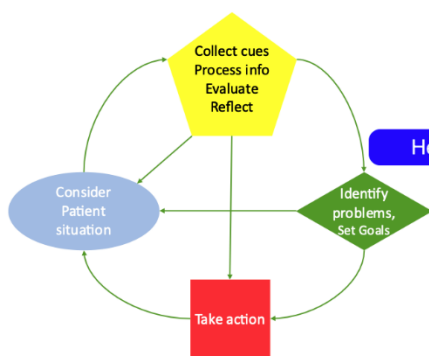 Collect cues
Process info
Evaluate
Reflect
Consider
Patient
situation
Identify
problems,
Set Goals
Take action